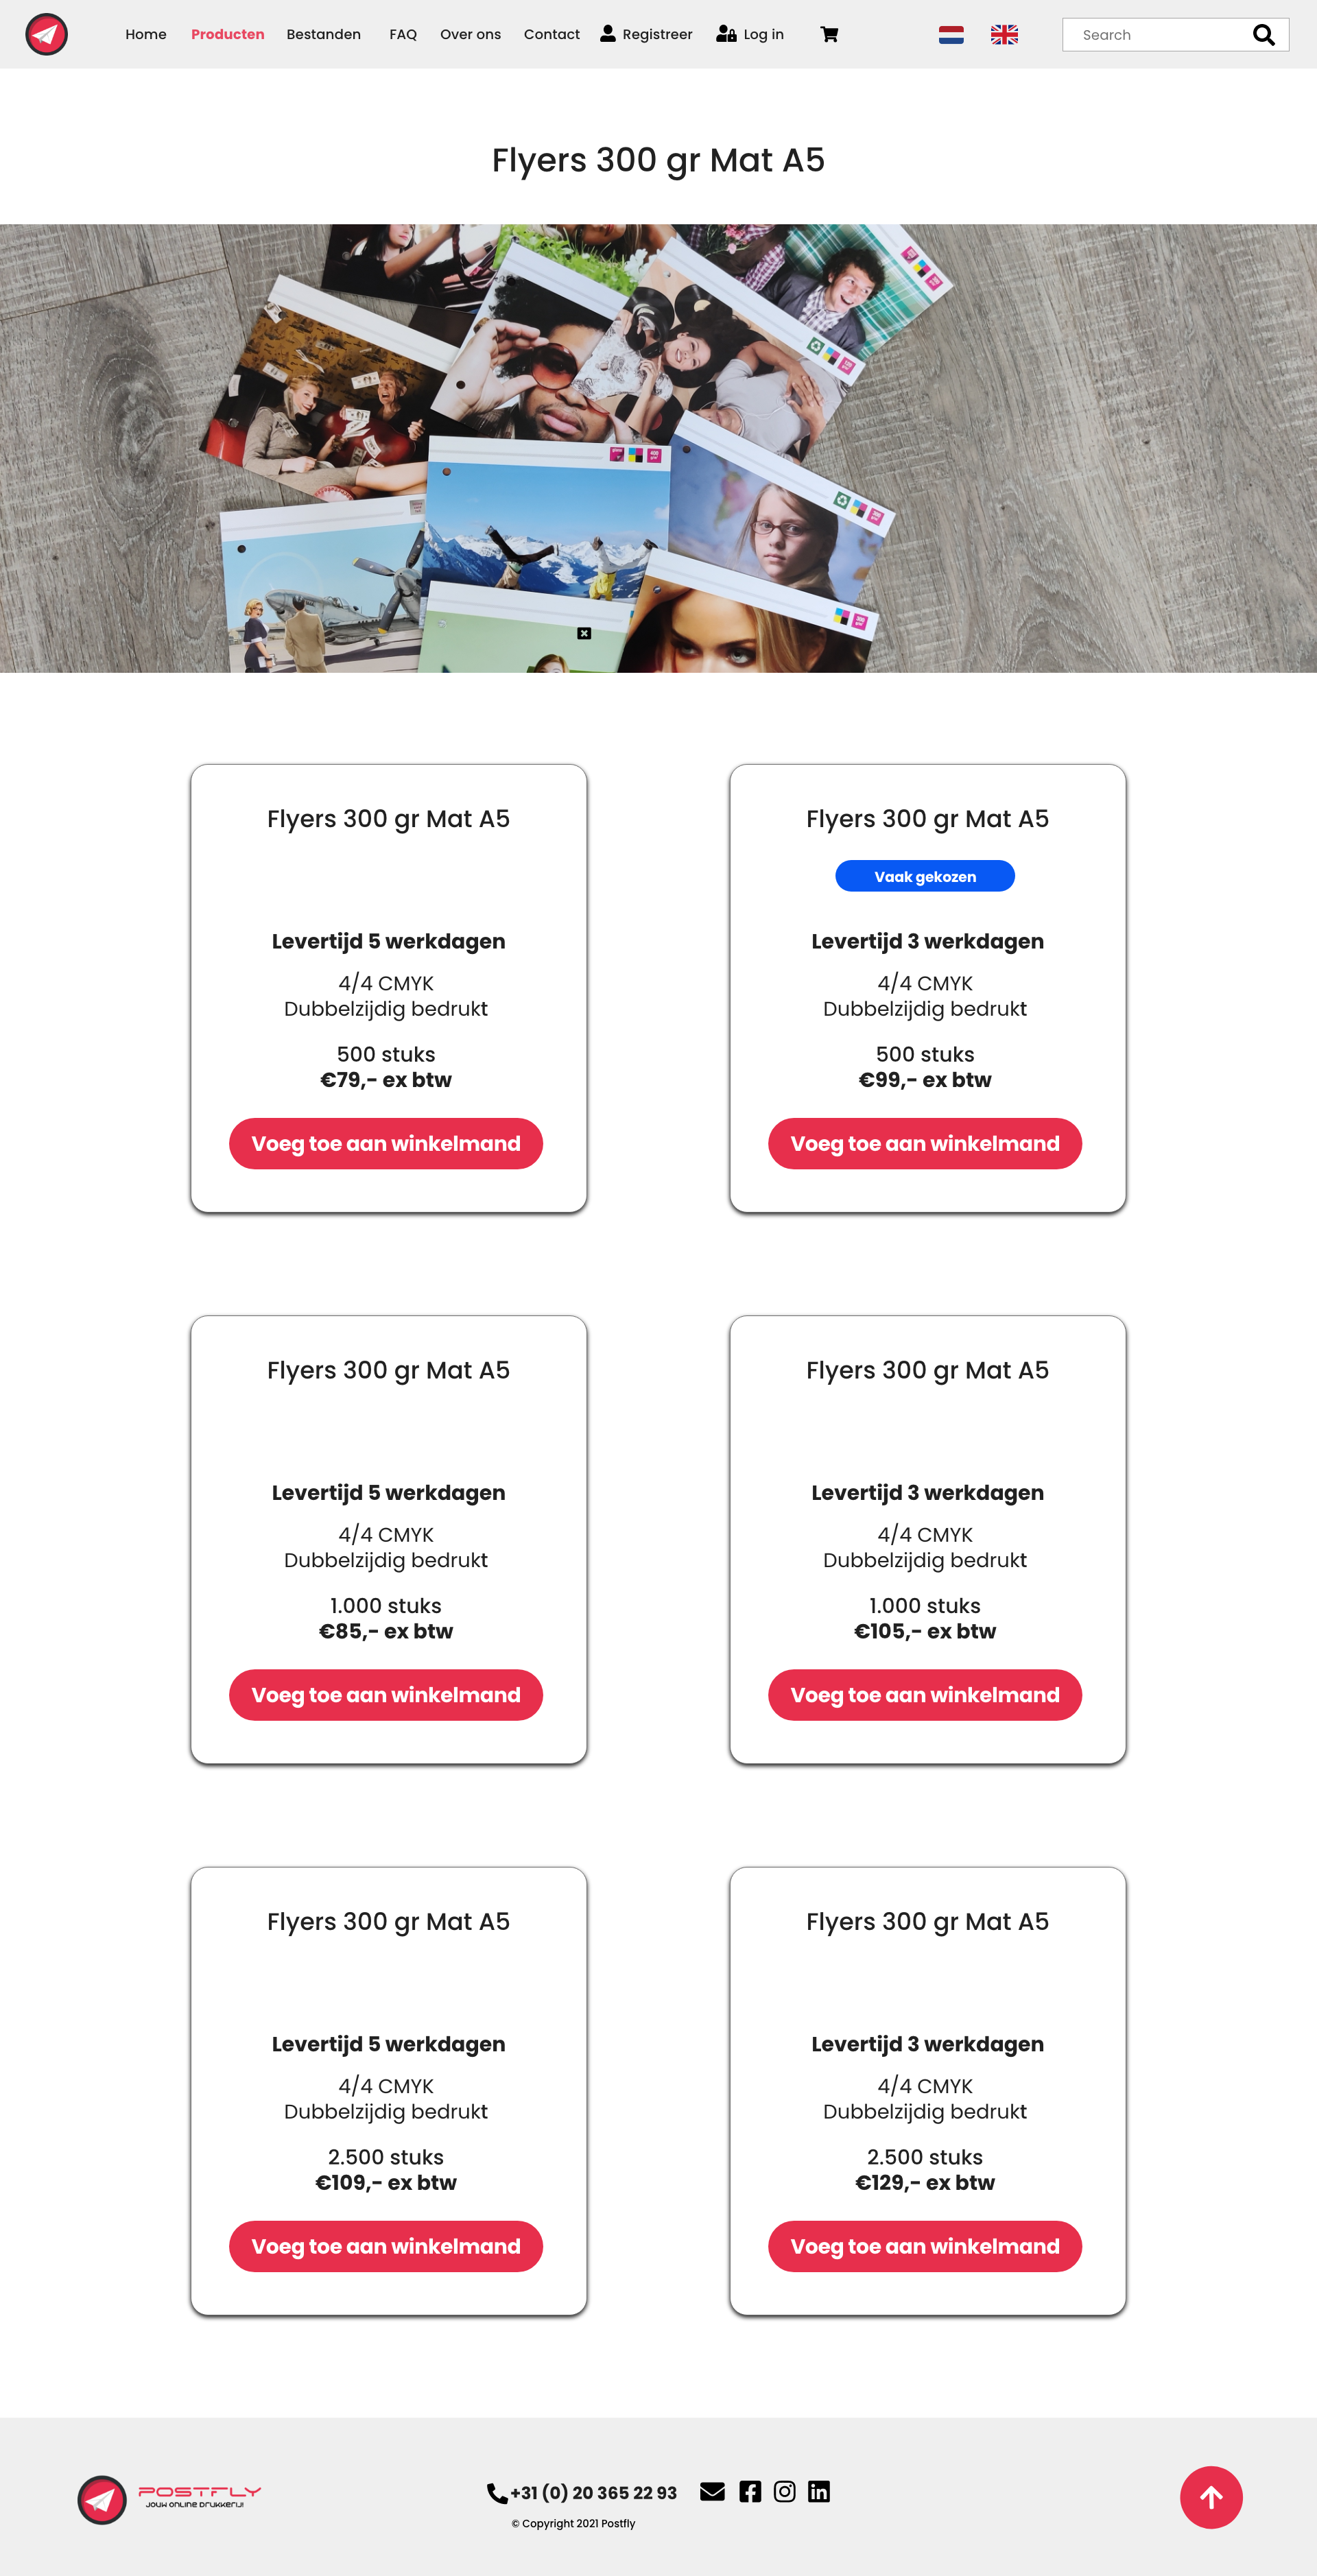 Home Producten Bestanden FAQ Over ons Contact Registreer Log in Search
Flyers 300 gr Mat A5
Flyers 300 gr Mat A5
Levertijd 5 werkdagen
4/4 CMYK
Dubbelzijdig bedrukt
500 stuks
€79,- ex btw
Voeg toe aan winkelmand
Flyers 300 gr Mat A5
Vaak gekozen
Levertijd 3 werkdagen
4/4 CMYK
Dubbelzijdig bedrukt
500 stuks
€99,- ex btw
Voeg toe aan winkelmand
Flyers 300 gr Mat A5
Levertijd 5 werkdagen
4/4 CMYK
Dubbelzijdig bedrukt
1.000 stuks
€85,- ex btw
Voeg toe aan winkelmand
Flyers 300 gr Mat A5
Levertijd 3 werkdagen
4/4 CMYK
Dubbelzijdig bedrukt
1.000 stuks
€105,- ex btw
Voeg toe aan winkelmand
Flyers 300 gr Mat A5
Levertijd 5 werkdagen
4/4 CMYK
Dubbelzijdig bedrukt
2.500 stuks
€109,- ex btw
Voeg toe aan winkelmand
Flyers 300 gr Mat A5
Levertijd 3 werkdagen
4/4 CMYK
Dubbelzijdig bedrukt
2.500 stuks
€129,- ex btw
Voeg toe aan winkelmand
POSTFLY
Jouw online drukkerij!
+31 (0) 20 365 22 93
© Copyright 2021 Postfly